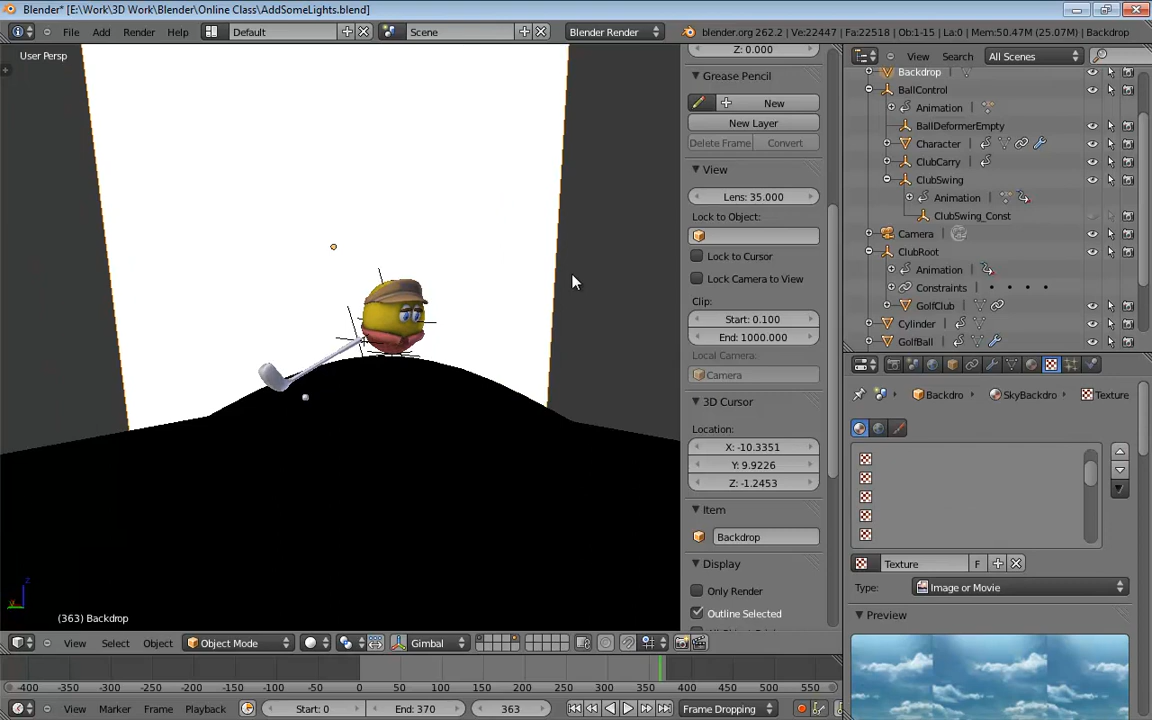 Blender* [E:\Work\3D Work\Blender\Online Class\AddSomeLights.blend]
File Add Render Help Default Scene Blender Render blender.org 262.2 | Ve:22447 | Fa:22518 | Ob:1-15 | La:0 | Mem:50.47M (25.07M) | Backdrop
User Persp
Z: 0.000
Grease Pencil
New
New Layer
Delete Frame Convert
View
Lens: 35.000
Lock to Object:
Lock to Cursor
Lock Camera to View
Clip:
Start: 0.100
End: 1000.000
Local Camera:
Camera
3D Cursor
Location:
X: -10.3351
Y: 9.9226
Z: -1.2453
Item
Backdrop
Display
Only Render
Outline Selected
View Search All Scenes
Backdrop
BallControl
Animation
BallDeformerEmpty
Character
ClubCarry
ClubSwing
Animation
ClubSwing_Const
Camera
ClubRoot
Animation
Constraints
GolfClub
Cylinder
GolfBall
Backdro SkyBackdro Texture
Texture F
Type: Image or Movie
Preview
(363) Backdrop
View Select Object Object Mode Gimbal
-400 -350 -300 -250 -200 -150 -100 -50 0 50 100 150 200 250 300 350 400 450 500 550
View Marker Frame Playback Start: 0 End: 370 363 Frame Dropping